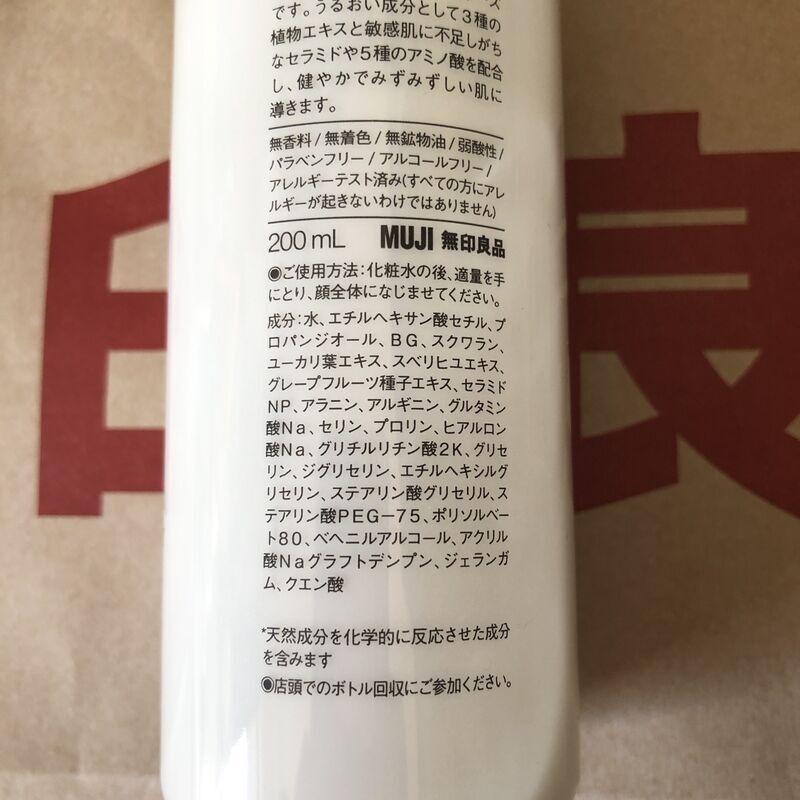 です。うるおい成分として3種の
植物エキスと敏感肌に不足しがち
なセラミドや5種のアミノ酸を配合
し、健やかでみずみずしい肌に
導きます。
無香料/無着色/無鉱物油/弱酸性/
パラベンフリー/アルコールフリー/
アレルギーテスト済み(すべての方にアレ
ルギーが起きないわけではありません)
200 mL MUJI 無印良品
◉ご使用方法:化粧水の後、適量を手
にとり、顔全体になじませてください。
成分:水、エチルヘキサン酸セチル、プ
ロパンジオール、BG、スクワラン、
ユーカリ葉エキス、スベリヒユエキス、
グレープフルーツ種子エキス、セラミド
NP、アラニン、アルギニン、グルタミン
酸Na、セリン、プロリン、ヒアルロン
酸Na、グリチルリチン酸2K、グリセ
リン、ジグリセリン、エチルヘキシルグ
リセリン、ステアリン酸グリセリル、ス
テアリン酸PEG-75、ポリソルベー
ト80、ベヘニルアルコール、アクリル
酸Naグラフトデンプン、ジェランガ
ム、クエン酸
*天然成分を化学的に反応させた成分
を含みます
◉店頭でのボトル回収にご参加ください。
印
良